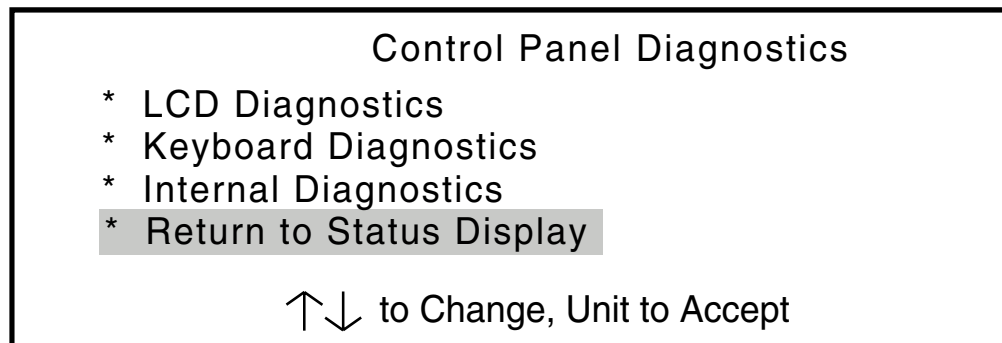 Control Panel Diagnostics
* LCD Diagnostics
* Keyboard Diagnostics
* Internal Diagnostics
* Return to Status Display
↑↓ to Change, Unit to Accept